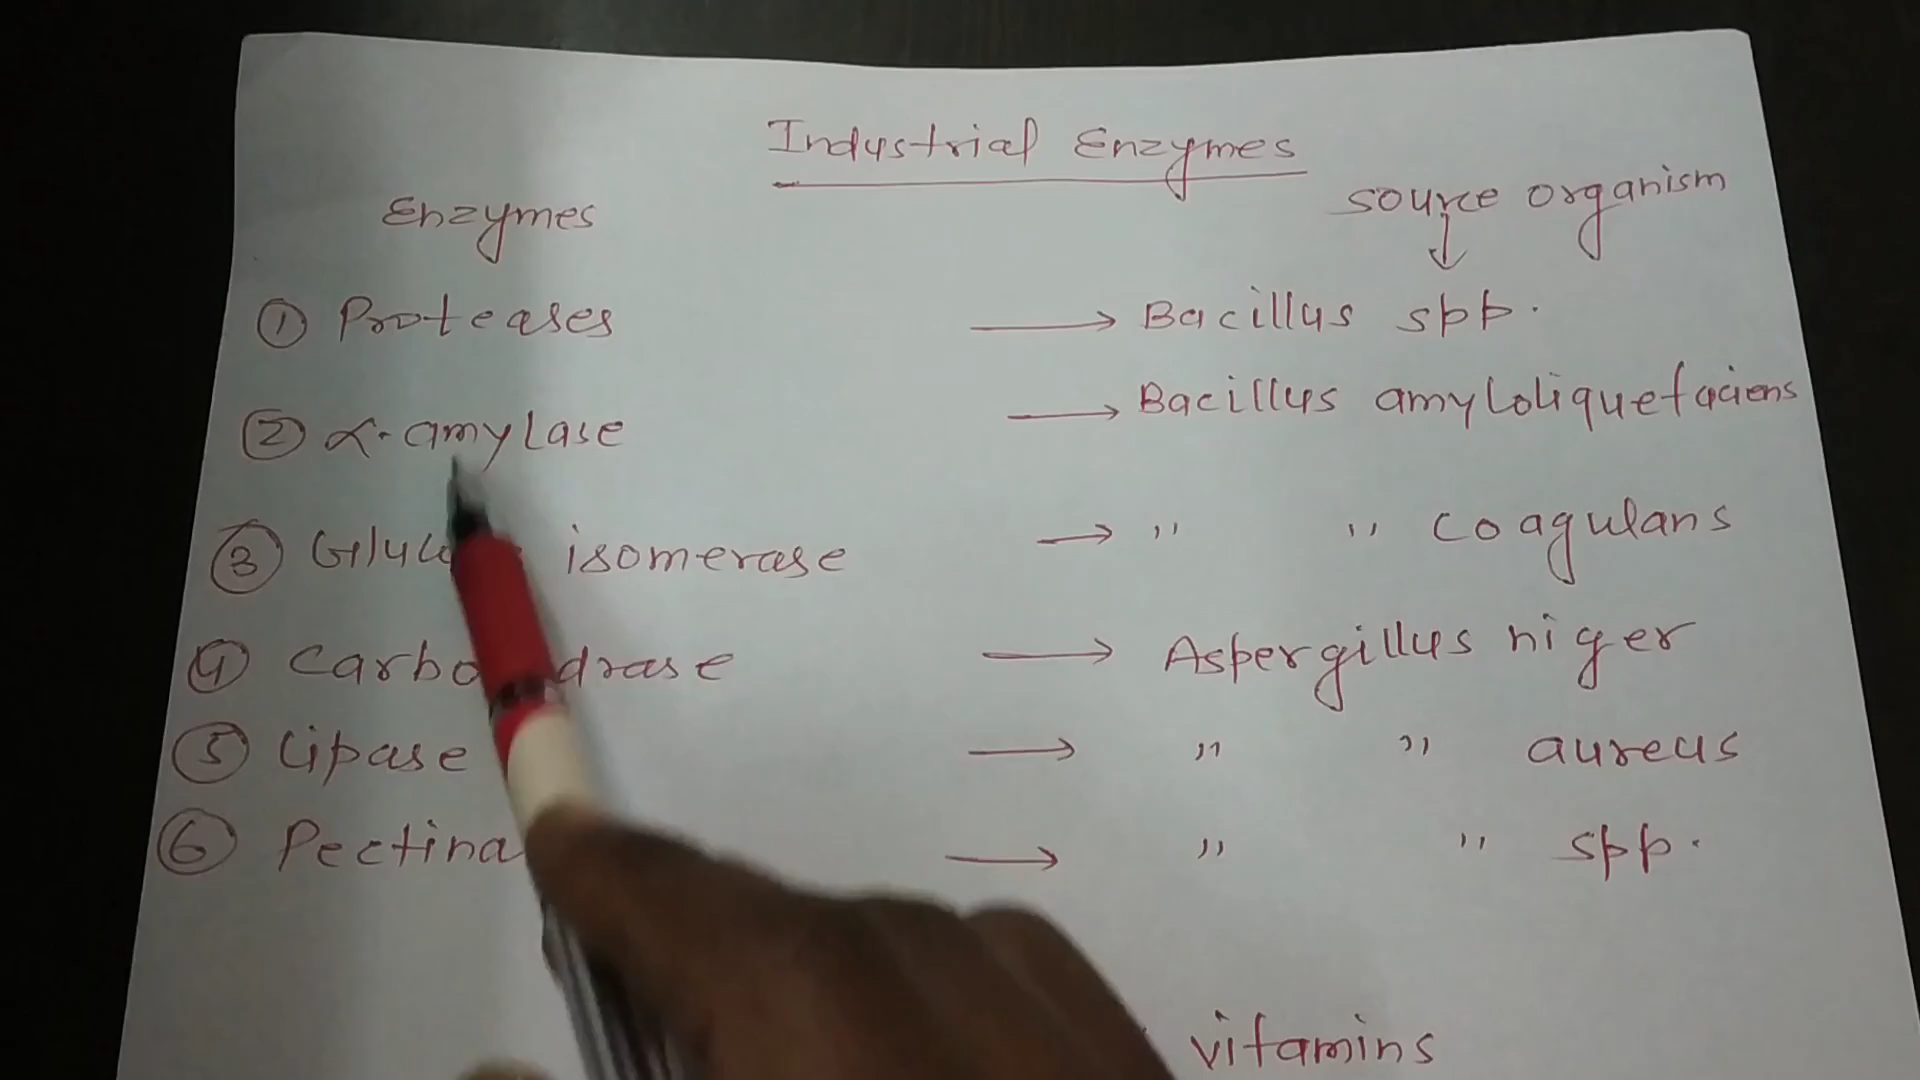 Industrial Enzymes
Enzymes source organism
↓
① Proteases → Bacillus spp.
② α-amylase → Bacillus amyloliquefaciens
③ isomerase → " " coagulans
④ → Aspergillus niger
⑤ Lipase → " " aureus
⑥ → " " spp.
vitamins